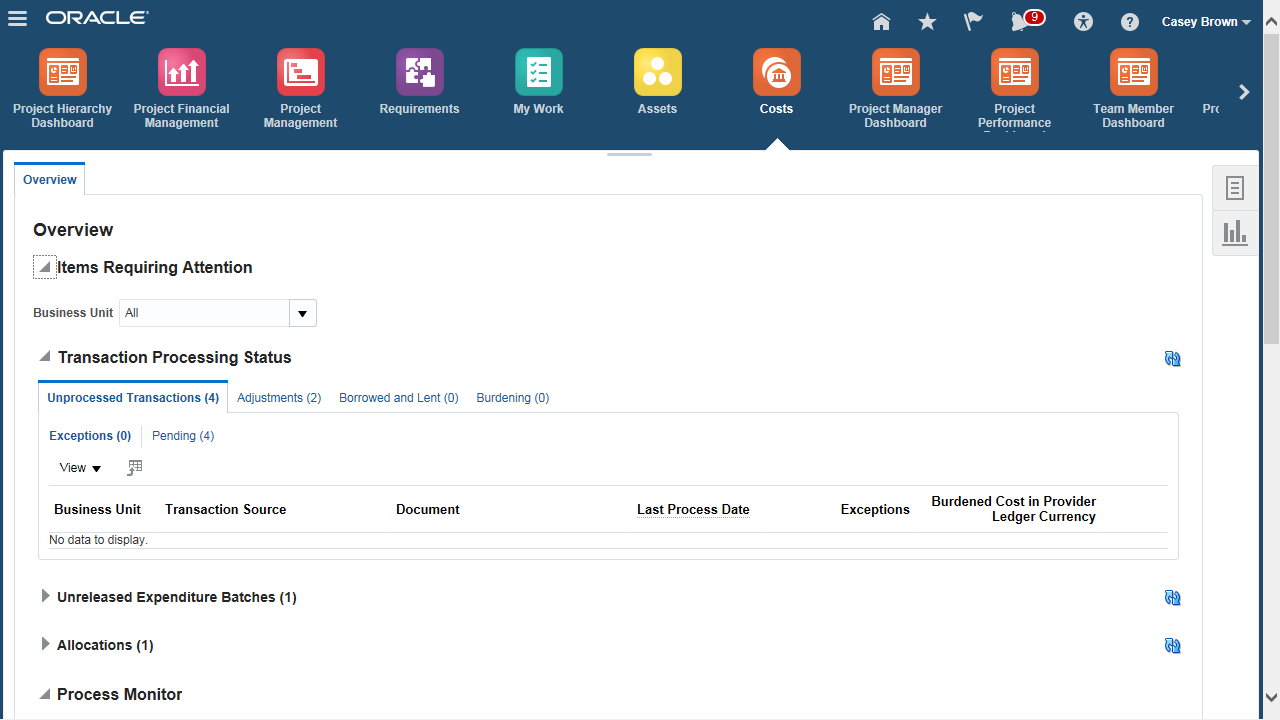 ORACLE®
9
Casey Brown
Project Hierarchy
Dashboard
Project Financial
Management
Project
Management
Requirements
My Work
Assets
Costs
Project Manager
Dashboard
Project
Performance
Team Member
Dashboard
Overview
Overview
Items Requiring Attention
Business Unit All
Transaction Processing Status
Unprocessed Transactions (4) Adjustments (2) Borrowed and Lent (0) Burdening (0)
Exceptions (0) Pending (4)
View
Business Unit Transaction Source Document Last Process Date Exceptions Burdened Cost in Provider
Ledger Currency
No data to display.
Unreleased Expenditure Batches (1)
Allocations (1)
Process Monitor